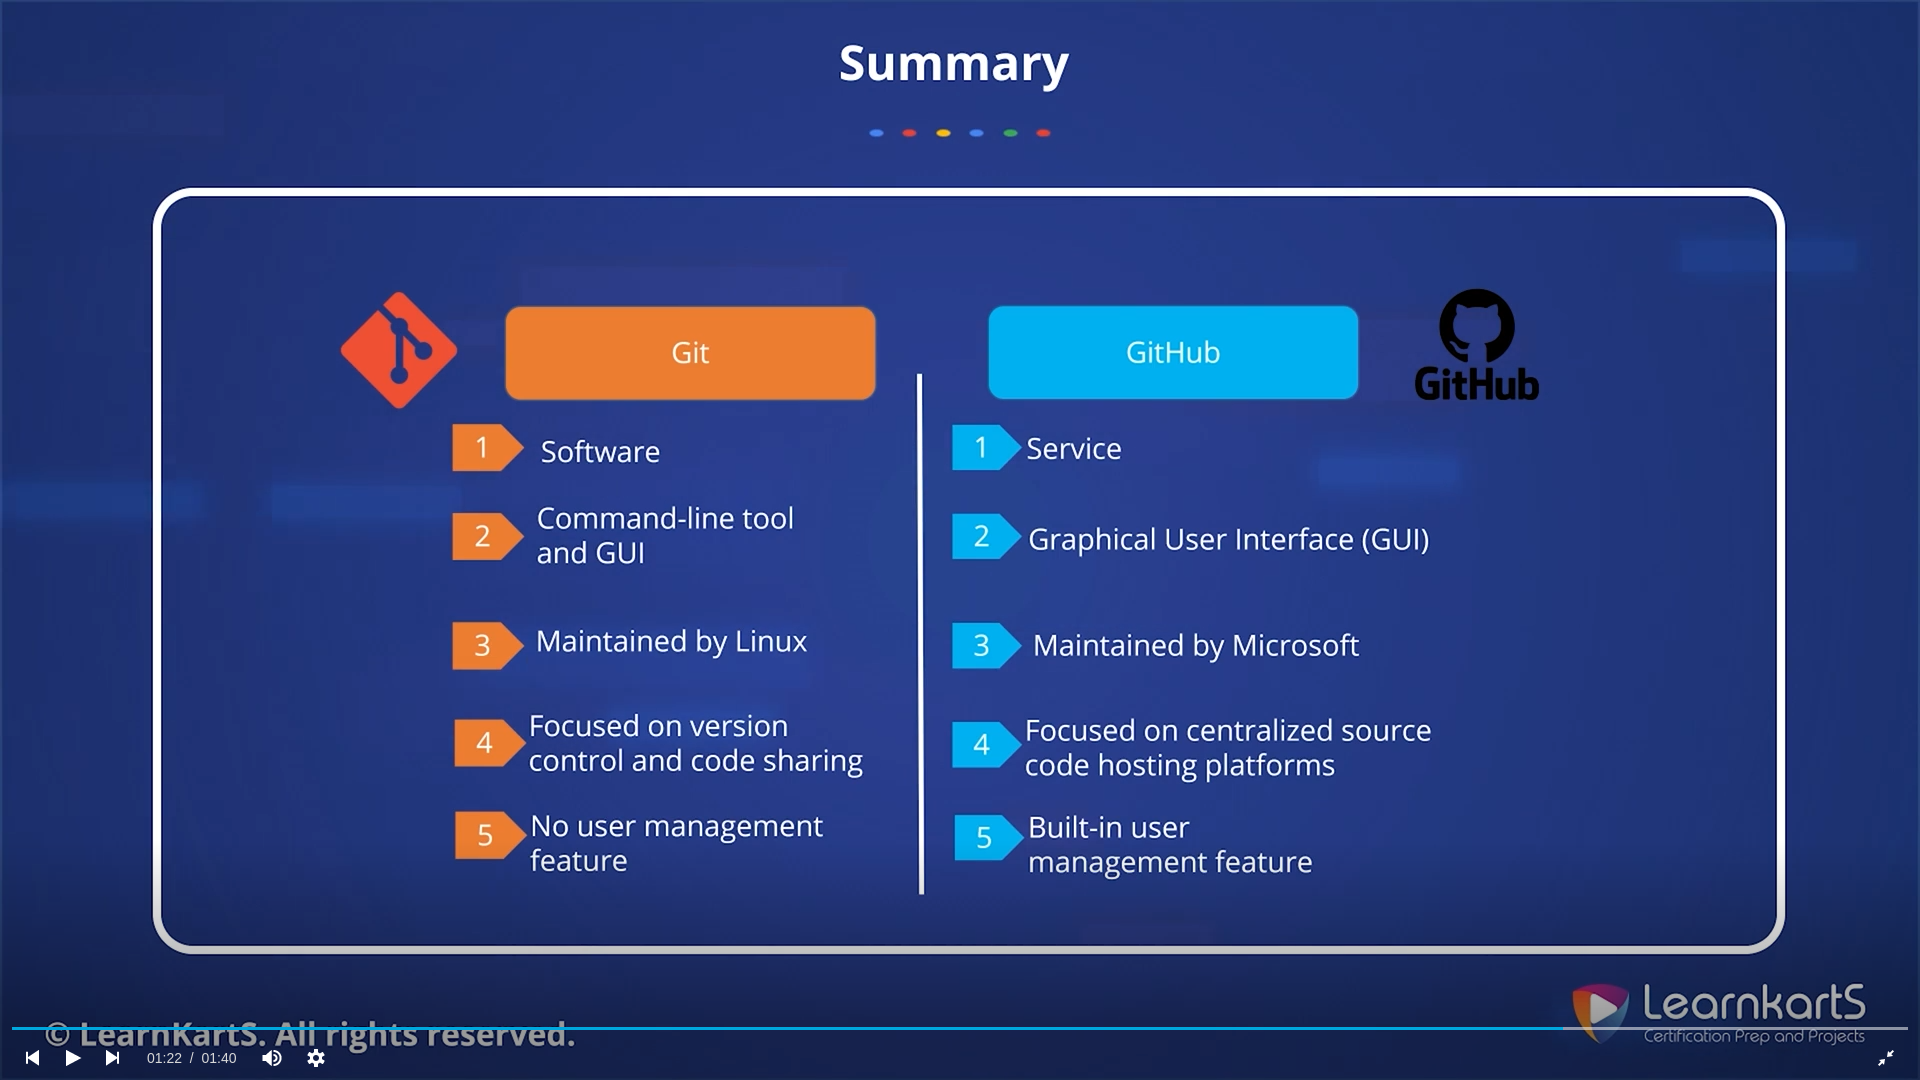 Summary
Git
GitHub
GitHub
1
Software
1
Service
2
Command-line tool
and GUI
2
Graphical User Interface (GUI)
3
Maintained by Linux
3
Maintained by Microsoft
4
Focused on version
control and code sharing
4
Focused on centralized source
code hosting platforms
5
No user management
feature
5
Built-in user
management feature
LearnkartS
Certification Prep and Projects
© LearnKartS. All rights reserved.
01:22 / 01:40